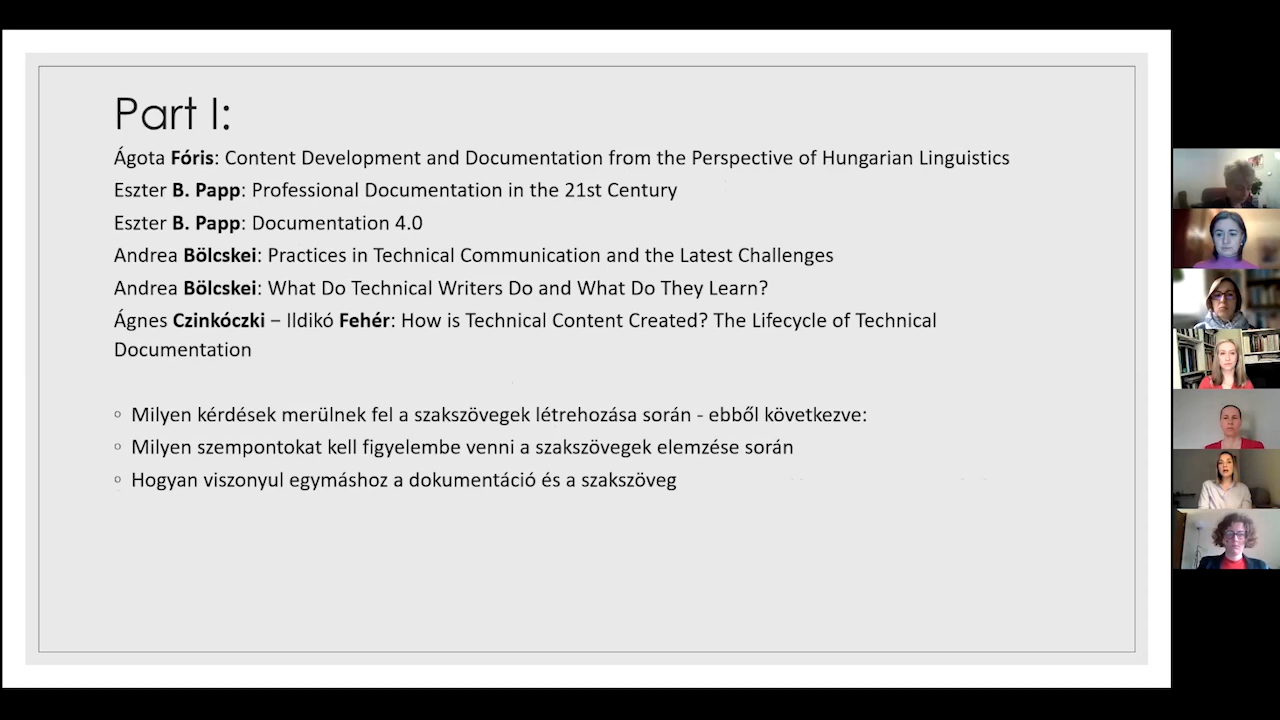 Part I:
Ágota Fóris: Content Development and Documentation from the Perspective of Hungarian Linguistics
Eszter B. Papp: Professional Documentation in the 21st Century
Eszter B. Papp: Documentation 4.0
Andrea Bölcskei: Practices in Technical Communication and the Latest Challenges
Andrea Bölcskei: What Do Technical Writers Do and What Do They Learn?
Ágnes Czinkóczki – Ildikó Fehér: How is Technical Content Created? The Lifecycle of Technical
Documentation
◦ Milyen kérdések merülnek fel a szakszövegek létrehozása során - ebből következve:
◦ Milyen szempontokat kell figyelembe venni a szakszövegek elemzése során
◦ Hogyan viszonyul egymáshoz a dokumentáció és a szakszöveg